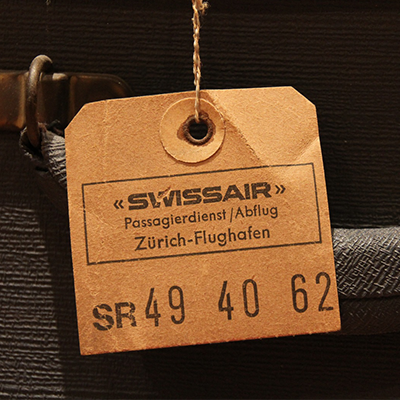 «SWISSAIR»
Passagierdienst/Abflug
Zürich-Flughafen
SR 49 40 62